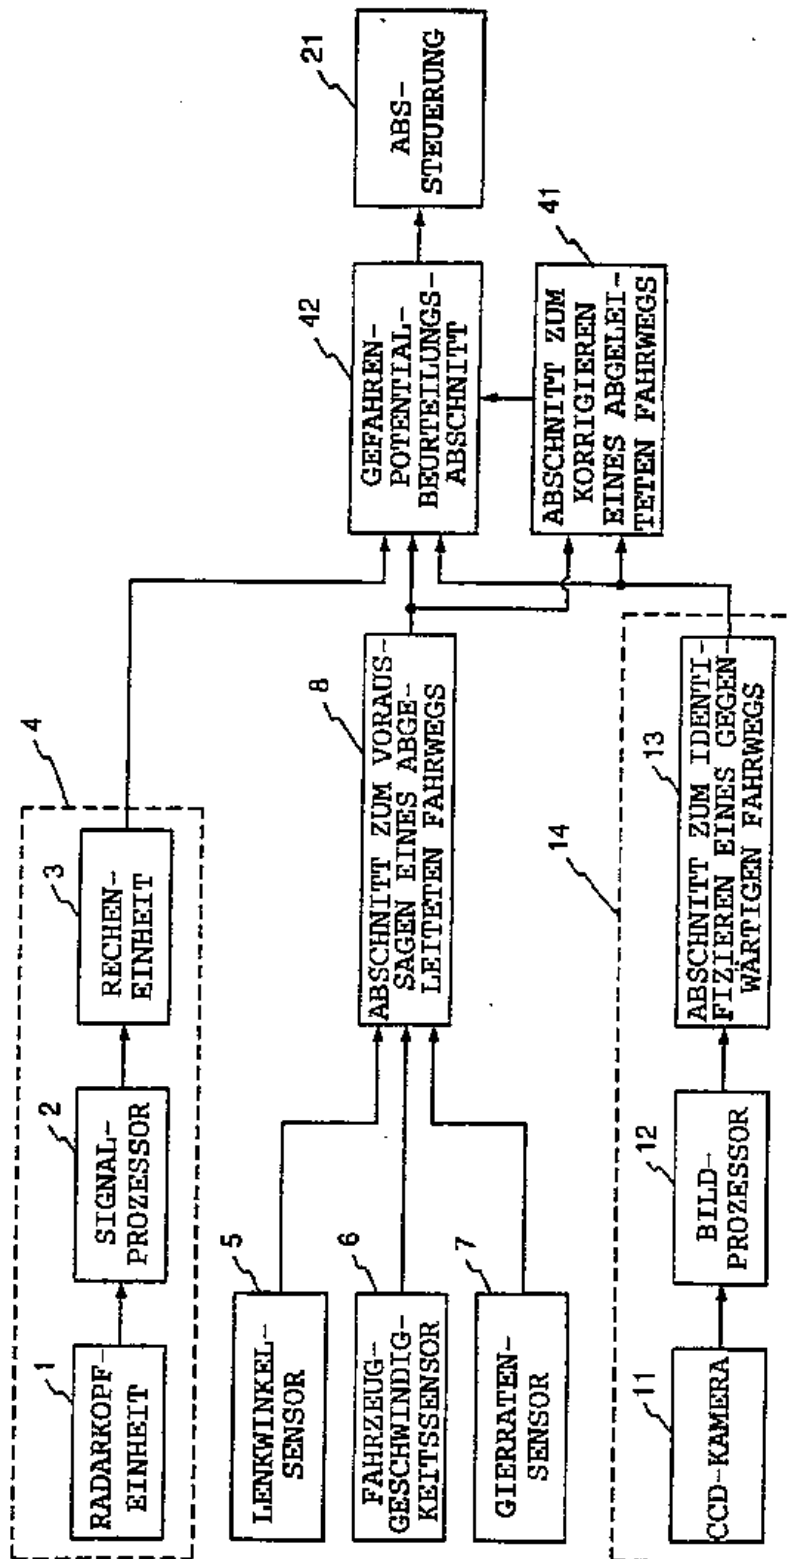 4
1
RADARKOPF-
EINHEIT
2
SIGNAL-
PROZESSOR
3
RECHEN-
EINHEIT
5
LENKWINKEL-
SENSOR
6
FAHRZEUG-
GESCHWINDIG-
KEITSSENSOR
7
GIERRATEN-
SENSOR
8
ABSCHNITT ZUM VORAUS-
SAGEN EINES ABGE-
LEITETEN FAHRWEGS
14
11
CCD-KAMERA
12
BILD-
PROZESSOR
13
ABSCHNITT ZUM IDENTI-
FIZIEREN EINES GEGEN-
WÄRTIGEN FAHRWEGS
42
GEFAHREN-
POTENTIAL-
BEURTEILUNGS-
ABSCHNITT
41
ABSCHNITT ZUM
KORRIGIEREN
EINES ABGELEI-
TETEN FAHRWEGS
21
ABS-
STEUERUNG